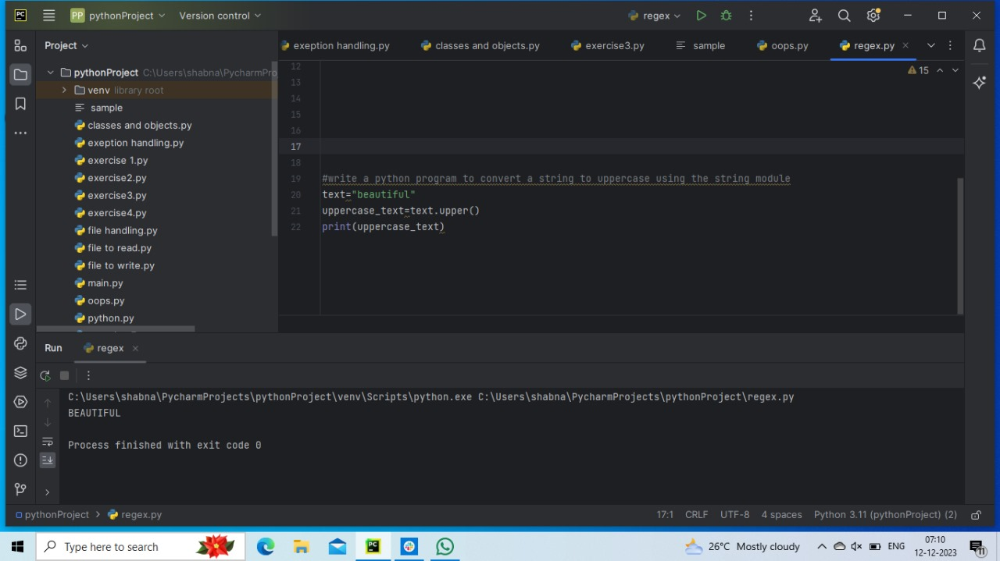 PC PP pythonProject Version control regex
Project exeption handling.py classes and objects.py exercise3.py sample oops.py regex.py
pythonProject C:\Users\shabna\PycharmPro
venv library root
sample
classes and objects.py
exeption handling.py
exercise 1.py
exercise2.py
exercise3.py
exercise4.py
file handling.py
file to read.py
file to write.py
main.py
oops.py
python.py
15
12
13
14
15
16
17
18
19 #write a python program to convert a string to uppercase using the string module
20 text="beautiful"
21 uppercase_text=text.upper()
22 print(uppercase_text)
Run regex
C:\Users\shabna\PycharmProjects\pythonProject\venv\Scripts\python.exe C:\Users\shabna\PycharmProjects\pythonProject\regex.py
BEAUTIFUL
Process finished with exit code 0
pythonProject regex.py 17:1 CRLF UTF-8 4 spaces Python 3.11 (pythonProject) (2)
Type here to search PC 26°C Mostly cloudy ENG 07:10
12-12-2023 11